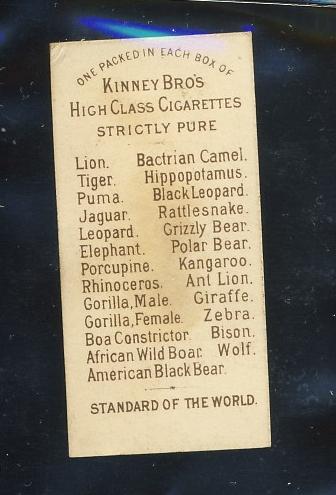 ONE PACKED IN EACH BOX OF
KINNEY BRO'S
HIGH CLASS CIGARETTES
STRICTLY PURE
Lion. Bactrian Camel.
Tiger. Hippopotamus.
Puma. Black Leopard.
Jaguar. Rattlesnake.
Leopard. Grizzly Bear.
Elephant. Polar Bear.
Porcupine. Kangaroo.
Rhinoceros. Ant Lion.
Gorilla, Male. Giraffe.
Gorilla, Female. Zebra.
Boa Constrictor. Bison.
African Wild Boar. Wolf.
American Black Bear.
STANDARD OF THE WORLD.